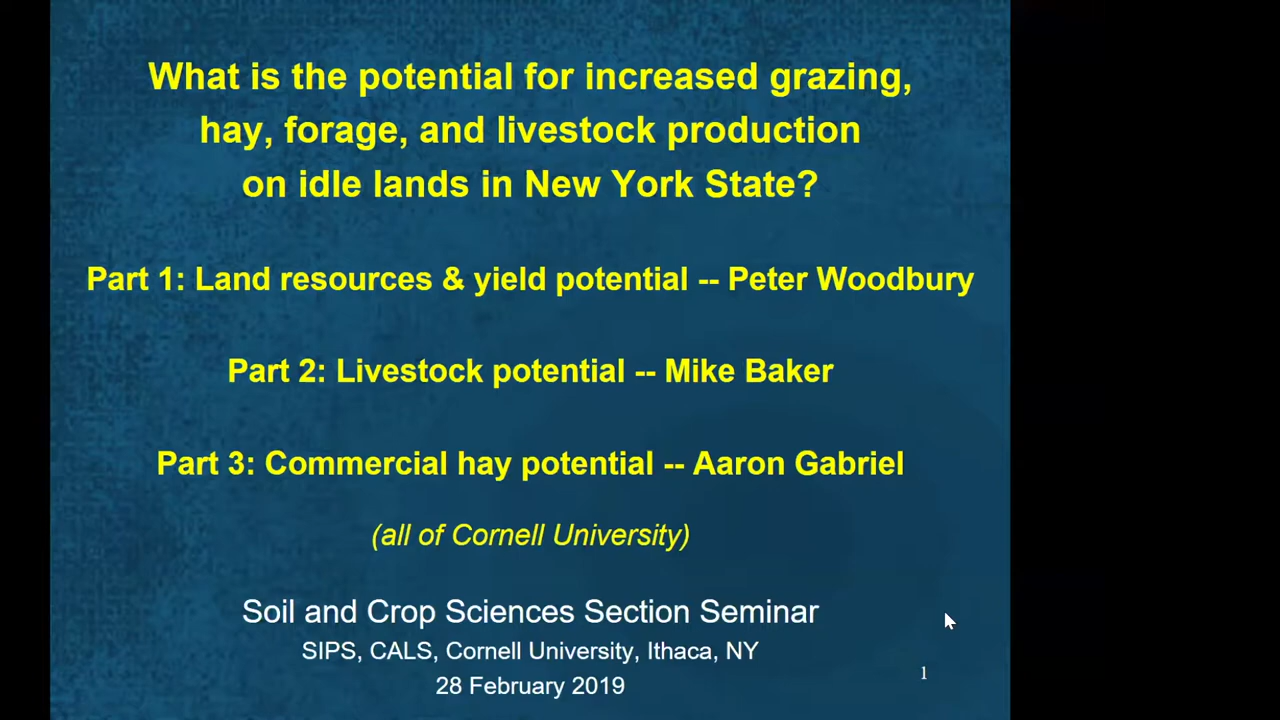 What is the potential for increased grazing,
hay, forage, and livestock production
on idle lands in New York State?
Part 1: Land resources & yield potential -- Peter Woodbury
Part 2: Livestock potential -- Mike Baker
Part 3: Commercial hay potential -- Aaron Gabriel
(all of Cornell University)
Soil and Crop Sciences Section Seminar
SIPS, CALS, Cornell University, Ithaca, NY
28 February 2019
1